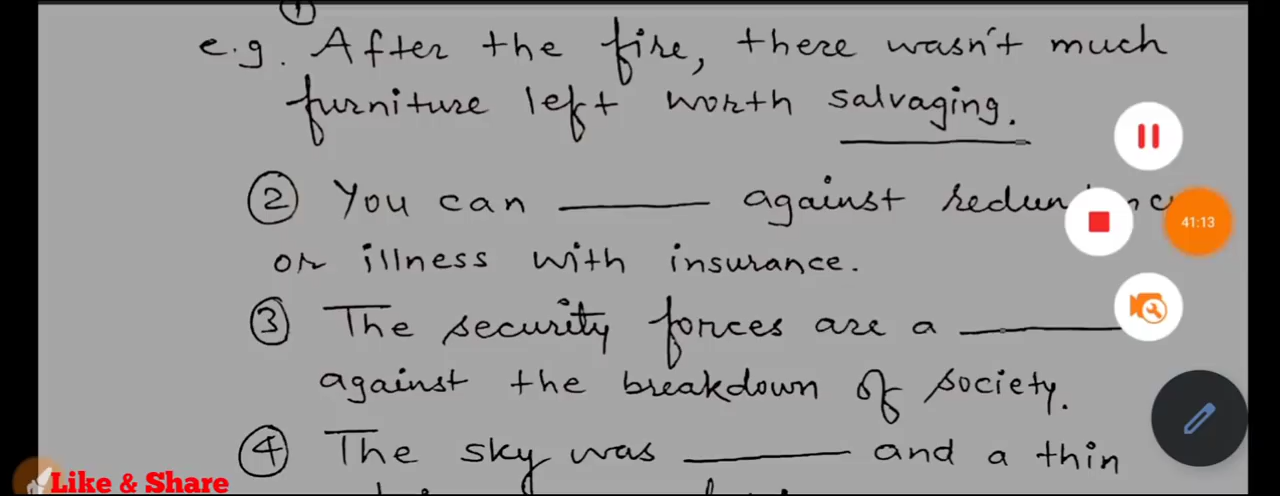 ①
e.g. After the fire, there wasn't much
furniture left worth salvaging.
② You can ______ against
or illness with insurance.
③ The security forces are a ______
against the breakdown of society.
④ The sky was ______ and a thin
41:13
Like & Share